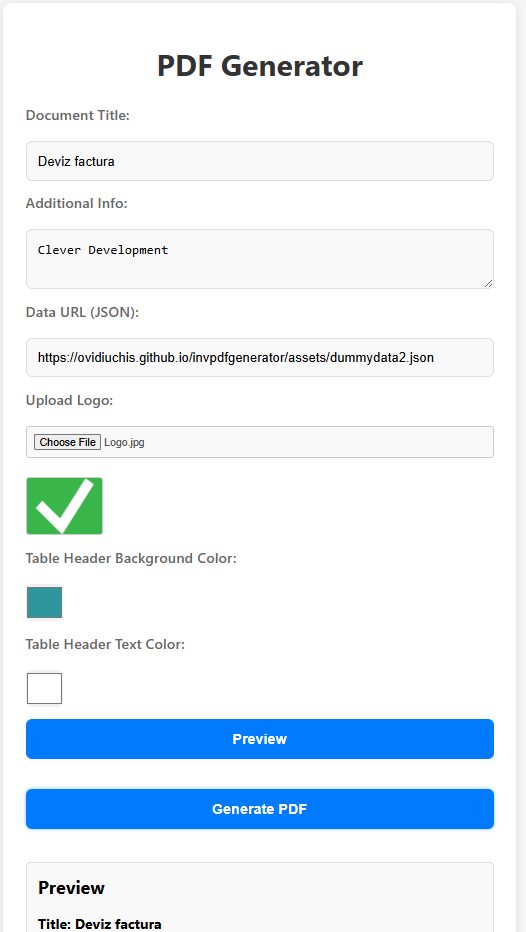 PDF Generator
Document Title:
Deviz factura
Additional Info:
Clever Development
Data URL (JSON):
https://ovidiuchis.github.io/invpdfgenerator/assets/dummydata2.json
Upload Logo:
Choose File Logo.jpg
Table Header Background Color:
Table Header Text Color:
Preview
Generate PDF
Preview
Title: Deviz factura